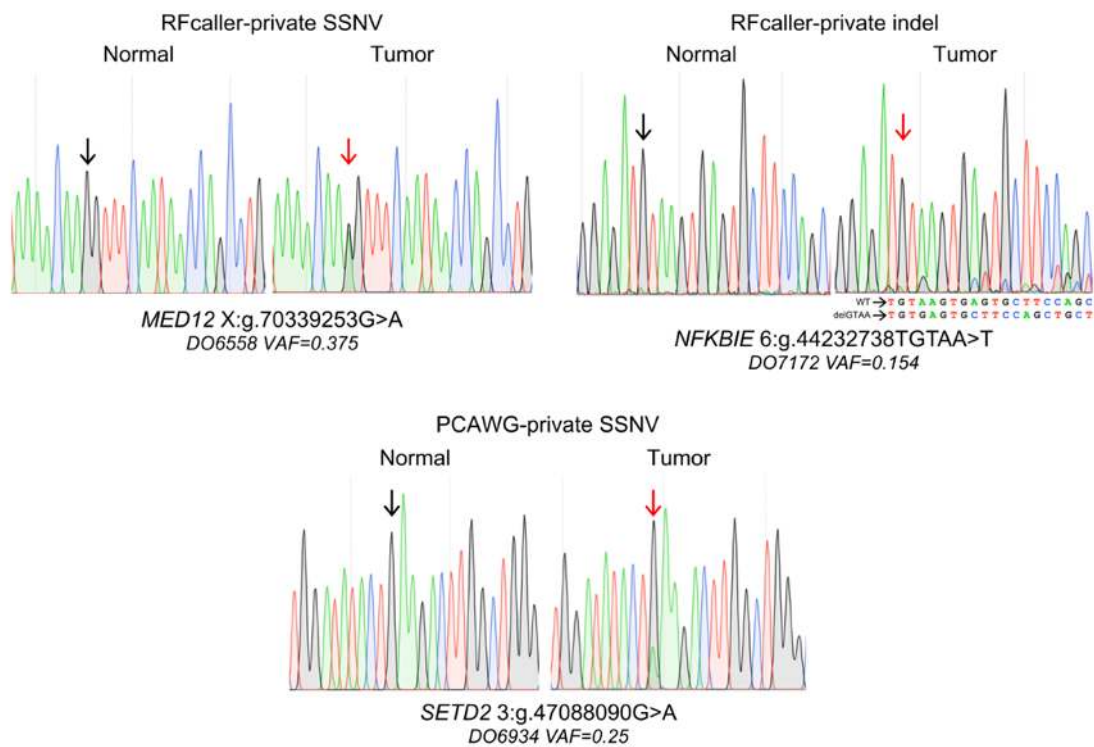 RFcaller-private SSNV
Normal Tumor
MED12 X:g.70339253G>A
DO6558 VAF=0.375
RFcaller-private indel
Normal Tumor
WT→TGTAAGTGAGTGCTTCCAGC
delGTAA→TGTGAGTGCTTCCAGCTGCT
NFKBIE 6:g.44232738TGTAA>T
DO7172 VAF=0.154
PCAWG-private SSNV
Normal Tumor
SETD2 3:g.47088090G>A
DO6934 VAF=0.25